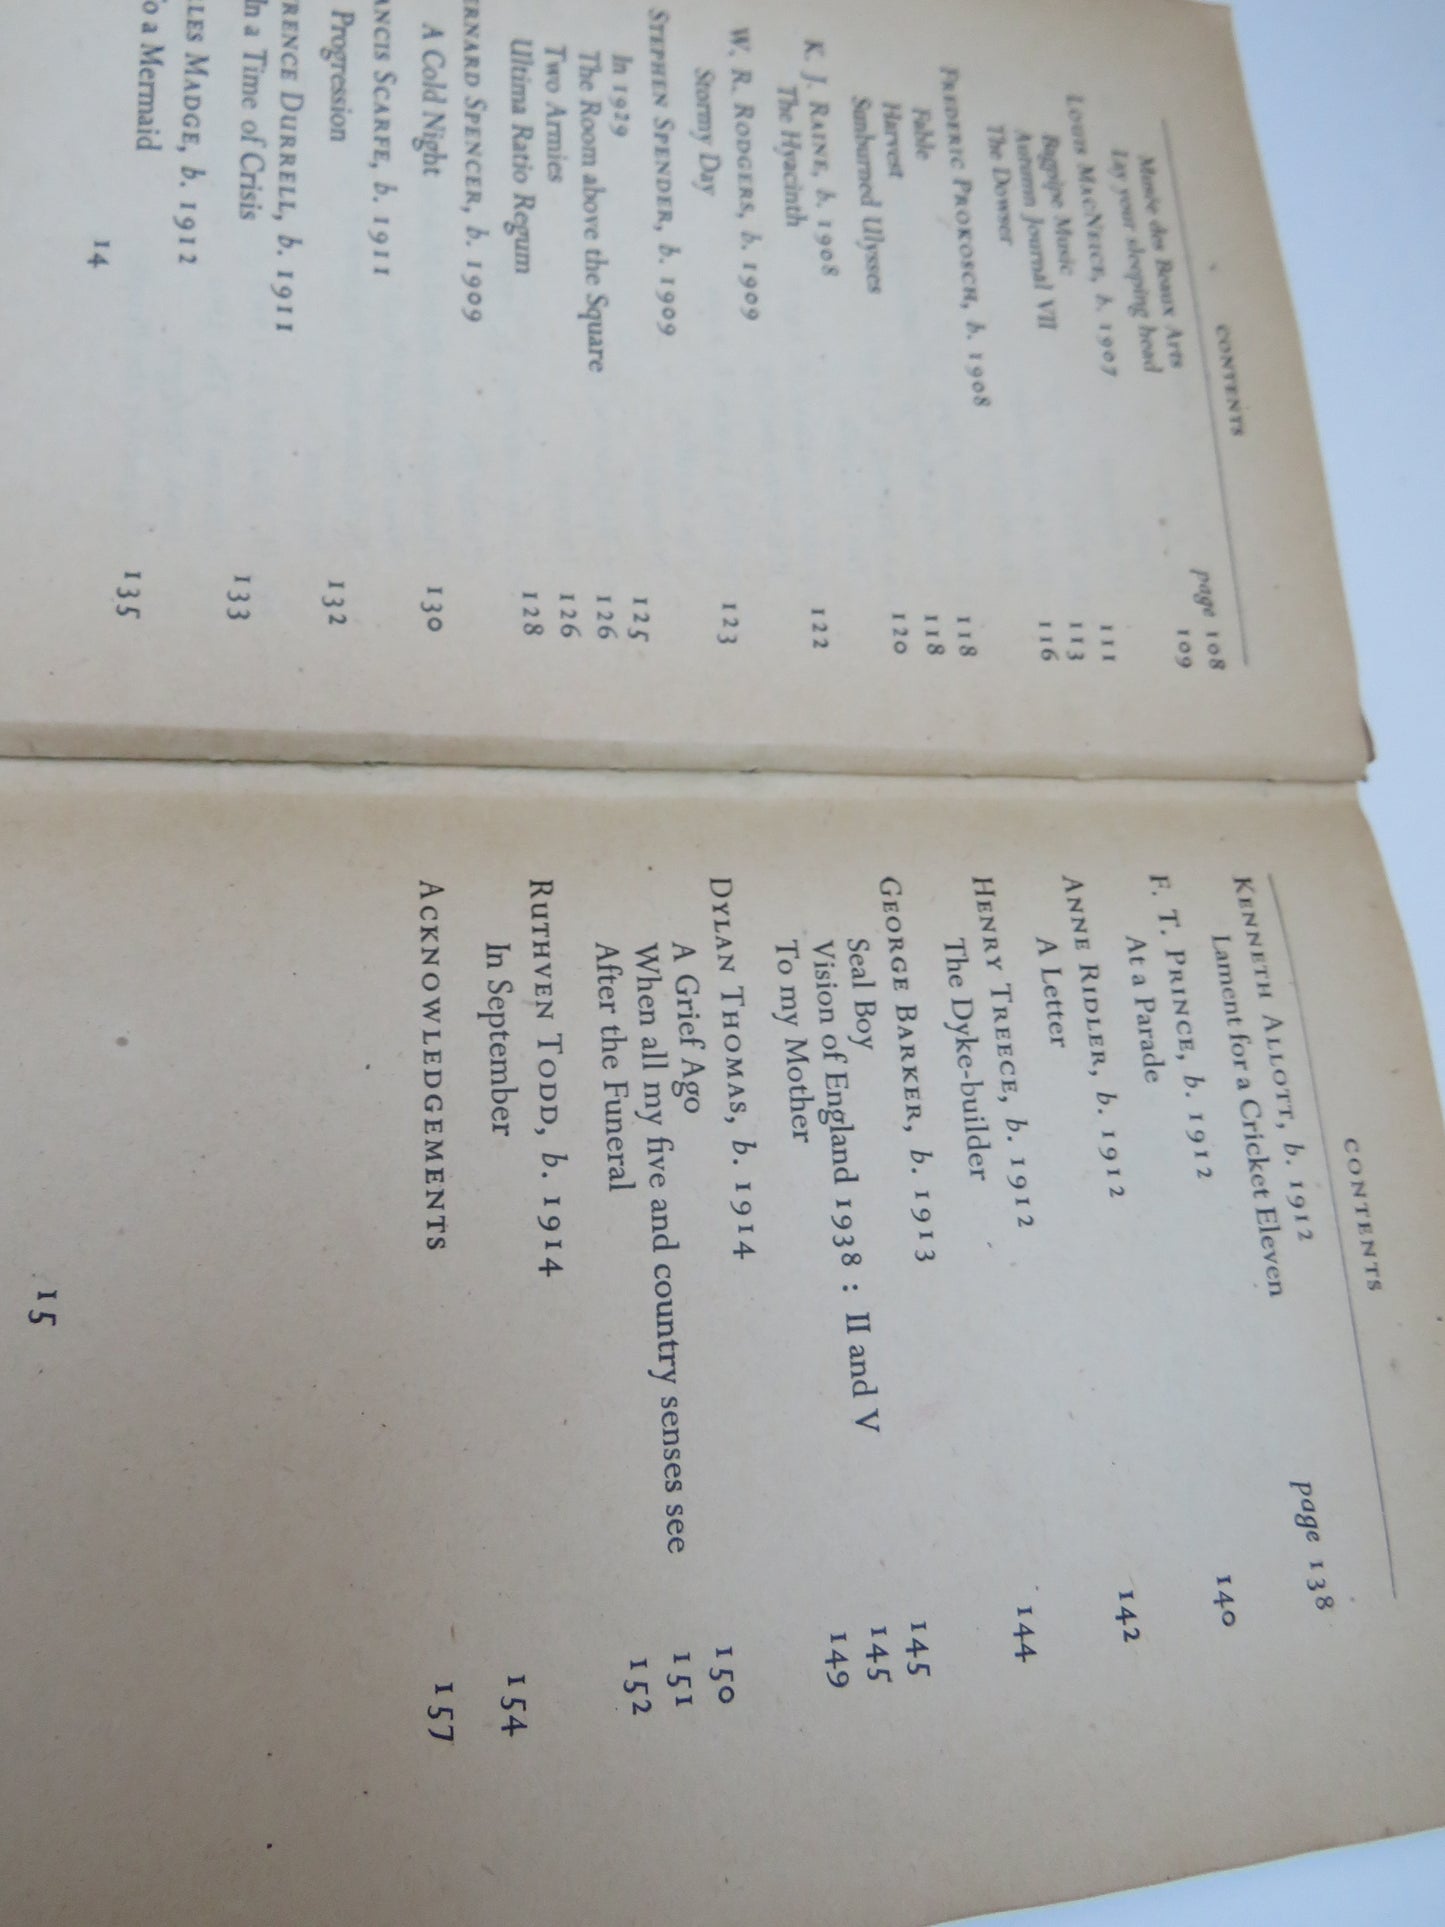 CONTENTS
Musée des Beaux Arts page 108
Lay your sleeping head 109
LOUIS MACNEICE, b. 1907
Bagpipe Music 111
Autumn Journal VII 113
The Dowser 116
FREDERIC PROKOSCH, b. 1908
Fable 118
Harvest 118
Sunburned Ulysses 120
K. J. RAINE, b. 1908
The Hyacinth 122
W. R. RODGERS, b. 1909
Stormy Day 123
STEPHEN SPENDER, b. 1909
In 1929 125
The Room above the Square 126
Two Armies 126
Ultima Ratio Regum 128
ERNARD SPENCER, b. 1909
A Cold Night 130
ANCIS SCARFE, b. 1911
Progression 132
RENCE DURRELL, b. 1911
In a Time of Crisis 133
LES MADGE, b. 1912
To a Mermaid 135
14
CONTENTS
KENNETH ALLOTT, b. 1912
Lament for a Cricket Eleven page 138
F. T. PRINCE, b. 1912
At a Parade 140
ANNE RIDLER, b. 1912
A Letter 142
HENRY TREECE, b. 1912
The Dyke-builder 144
GEORGE BARKER, b. 1913
Seal Boy 145
Vision of England 1938 : II and V 145
To my Mother 149
DYLAN THOMAS, b. 1914
A Grief Ago 150
When all my five and country senses see 151
After the Funeral 152
RUTHVEN TODD, b. 1914
In September 154
ACKNOWLEDGEMENTS 157
15